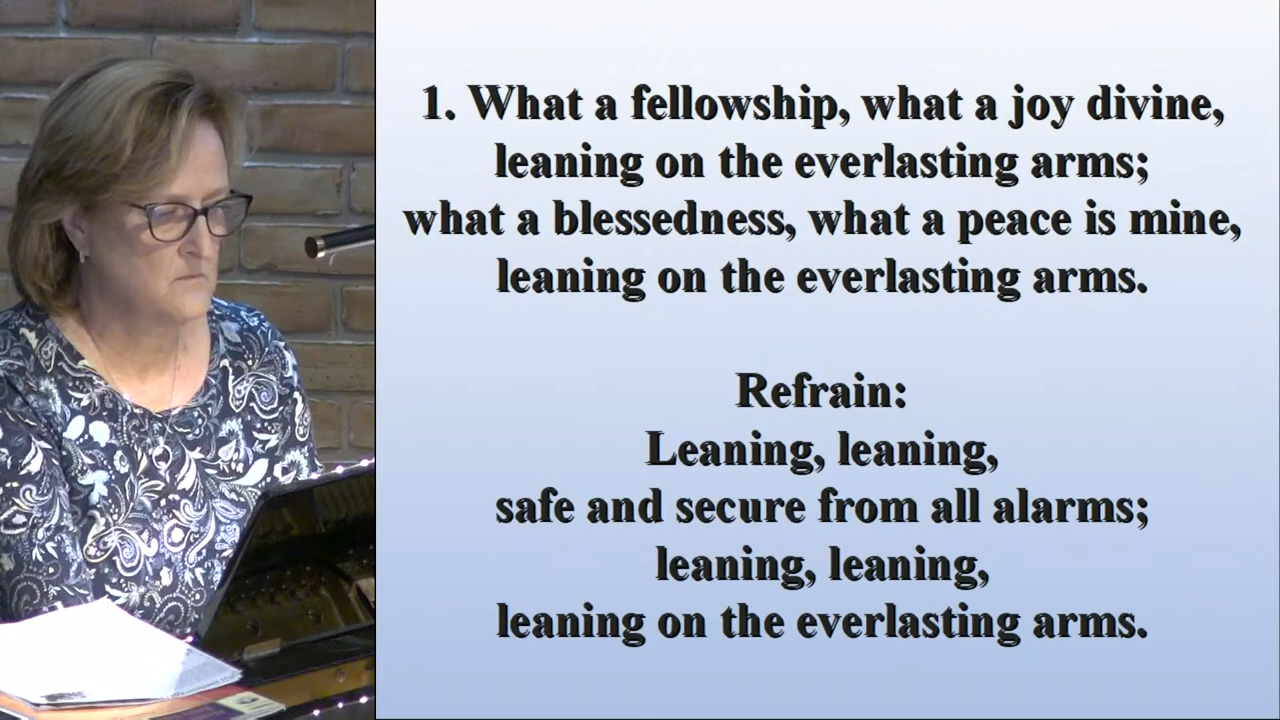 1. What a fellowship, what a joy divine,
leaning on the everlasting arms;
what a blessedness, what a peace is mine,
leaning on the everlasting arms.
Refrain:
Leaning, leaning,
safe and secure from all alarms;
leaning, leaning,
leaning on the everlasting arms.